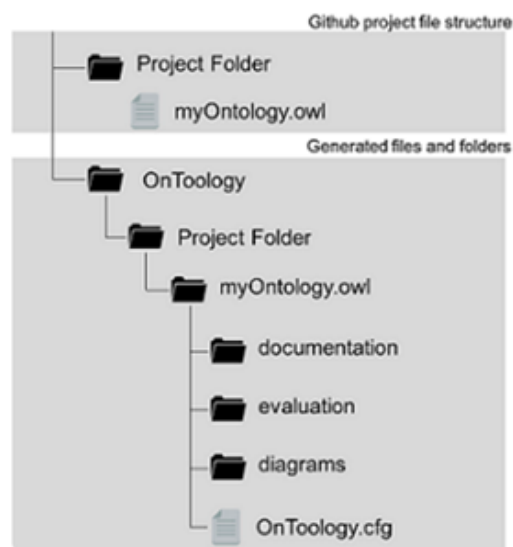 Github project file structure
Project Folder
myOntology.owl
Generated files and folders
OnToology
Project Folder
myOntology.owl
documentation
evaluation
diagrams
OnToology.cfg